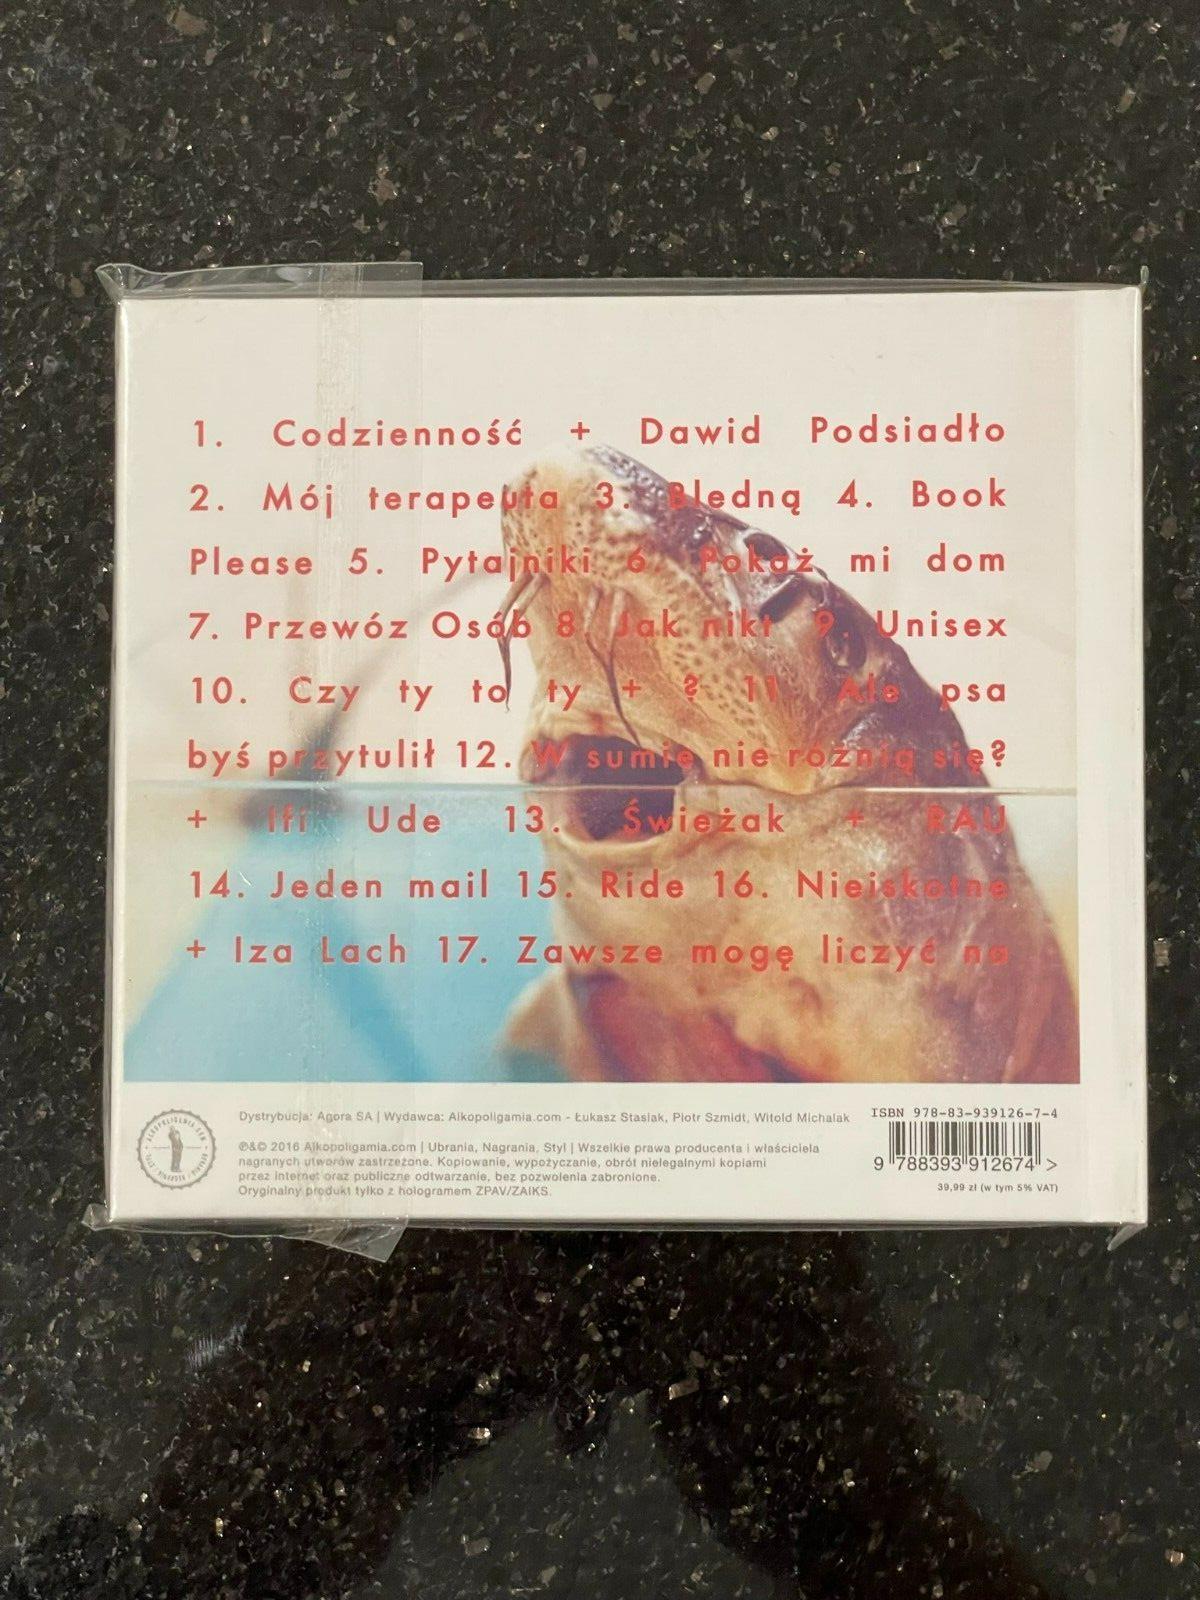 1. Codzienność + Dawid Podsiadło
2. Mój terapeuta 3. Bledną 4. Book
Please 5. Pytajniki 6. Pokaż mi dom
7. Przewóz Osób 8. Jak nikt 9. Unisex
10. Czy ty to ty + ? 11. Ale psa
byś przytulił 12. W sumie nie różnią się?
+ Ifi Ude 13. Świeżak + RAU
14. Jeden mail 15. Ride 16. Nieiskotne
+ Iza Lach 17. Zawsze mogę liczyć na
Dystrybucja: Agora SA | Wydawca: Alkopoligamia.com - Łukasz Stasiak, Piotr Szmidt, Witold Michalak
℗&© 2016 Alkopoligamia.com | Ubrania, Nagrania, Styl | Wszelkie prawa producenta i właściciela
nagranych utworów zastrzeżone. Kopiowanie, wypożyczanie, obrót nielegalnymi kopiami
przez internet oraz publiczne odtwarzanie, bez pozwolenia zabronione.
Oryginalny produkt tylko z hologramem ZPAV/ZAIKS.
ALKOPOLIGAMIA.COM
ISBN 978-83-939126-7-4
9 788393 912674 >
39,99 zł (w tym 5% VAT)